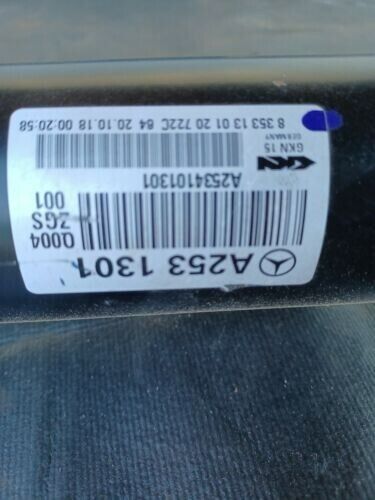 A253 1301
Q004
ZGS
001
A2534101301
GKN
GKN 15
GERMANY
8 353 13 01 20 722C 64 20.10.18 00:20:58